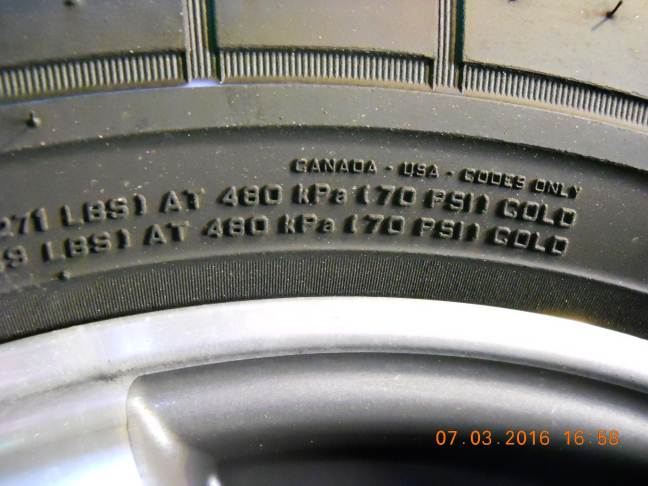 CANADA - USA - CODES ONLY
271 LBS) AT 480 kPa (70 PSI) COLD
9 LBS) AT 480 kPa (70 PSI) COLD
07.03.2016 16:58